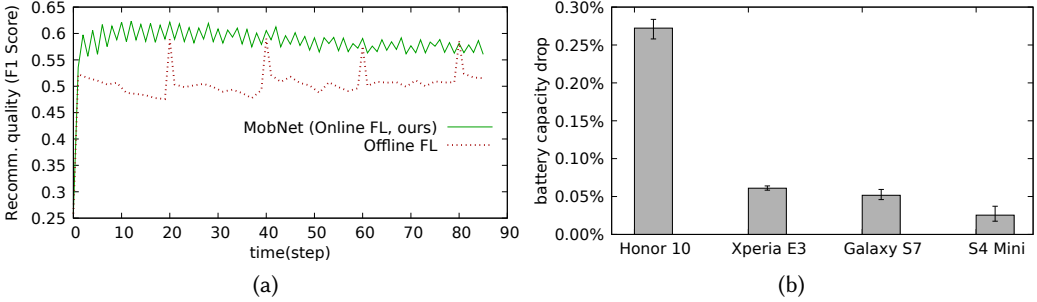 Recomm. quality (F1 Score)
0.65
0.6
0.55
0.5
0.45
0.4
0.35
0.3
0.25
MobNet (Online FL, ours)
Offline FL
0 10 20 30 40 50 60 70 80 90
time(step)
(a)
battery capacity drop
0.30%
0.25%
0.20%
0.15%
0.10%
0.05%
0.00%
Honor 10 Xperia E3 Galaxy S7 S4 Mini
(b)